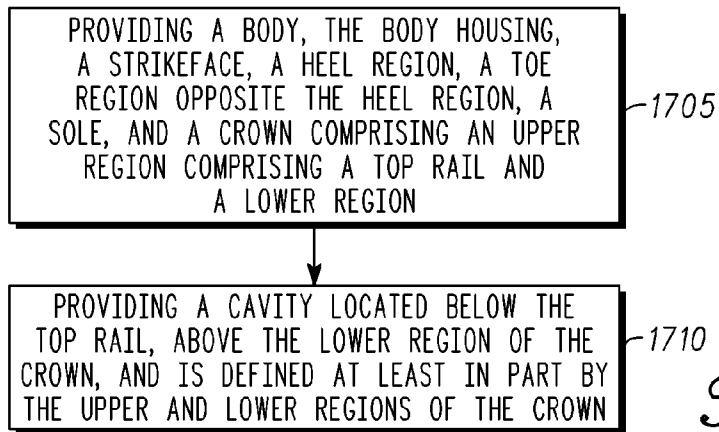 PROVIDING A BODY, THE BODY HOUSING,
A STRIKEFACE, A HEEL REGION, A TOE
REGION OPPOSITE THE HEEL REGION, A
SOLE, AND A CROWN COMPRISING AN UPPER
REGION COMPRISING A TOP RAIL AND
A LOWER REGION
1705
PROVIDING A CAVITY LOCATED BELOW THE
TOP RAIL, ABOVE THE LOWER REGION OF THE
CROWN, AND IS DEFINED AT LEAST IN PART BY
THE UPPER AND LOWER REGIONS OF THE CROWN
1710